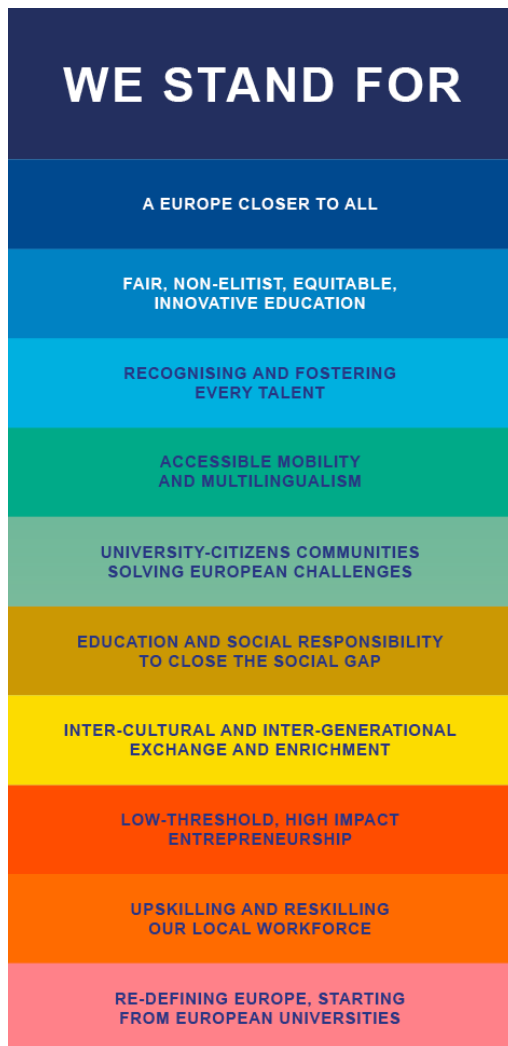 WE STAND FOR
A EUROPE CLOSER TO ALL
FAIR, NON-ELITIST, EQUITABLE,
INNOVATIVE EDUCATION
RECOGNISING AND FOSTERING
EVERY TALENT
ACCESSIBLE MOBILITY
AND MULTILINGUALISM
UNIVERSITY-CITIZENS COMMUNITIES
SOLVING EUROPEAN CHALLENGES
EDUCATION AND SOCIAL RESPONSIBILITY
TO CLOSE THE SOCIAL GAP
INTER-CULTURAL AND INTER-GENERATIONAL
EXCHANGE AND ENRICHMENT
LOW-THRESHOLD, HIGH IMPACT
ENTREPRENEURSHIP
UPSKILLING AND RESKILLING
OUR LOCAL WORKFORCE
RE-DEFINING EUROPE, STARTING
FROM EUROPEAN UNIVERSITIES